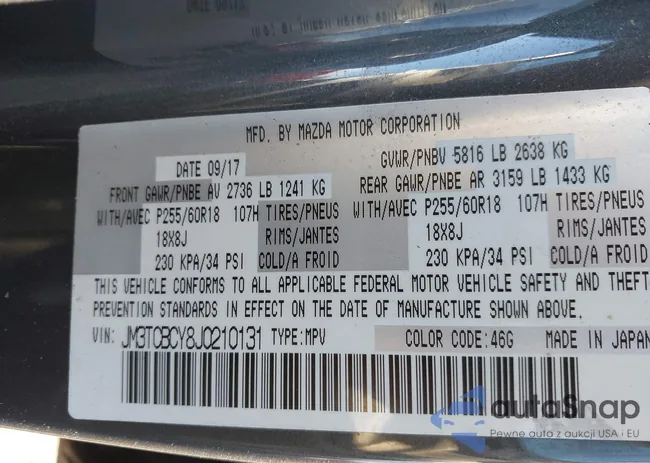 MFD. BY MAZDA MOTOR CORPORATION
DATE 09/17 GVWR/PNBV 5816 LB 2638 KG
FRONT GAWR/PNBE AV 2736 LB 1241 KG REAR GAWR/PNBE AR 3159 LB 1433 KG
WITH/AVEC P255/60R18 107H TIRES/PNEUS WITH/AVEC P255/60R18 107H TIRES/PNEUS
18X8J RIMS/JANTES 18X8J RIMS/JANTES
230 KPA/34 PSI COLD/A FROID 230 KPA/34 PSI COLD/A FROID
THIS VEHICLE CONFORMS TO ALL APPLICABLE FEDERAL MOTOR VEHICLE SAFETY AND THEFT
PREVENTION STANDARDS IN EFFECT ON THE DATE OF MANUFACTURE SHOWN ABOVE.
VIN: JM3TCBCY8J0210131 TYPE:MPV COLOR CODE:46G MADE IN JAPAN
autoSnap
Pewne auta z aukcji USA i EU